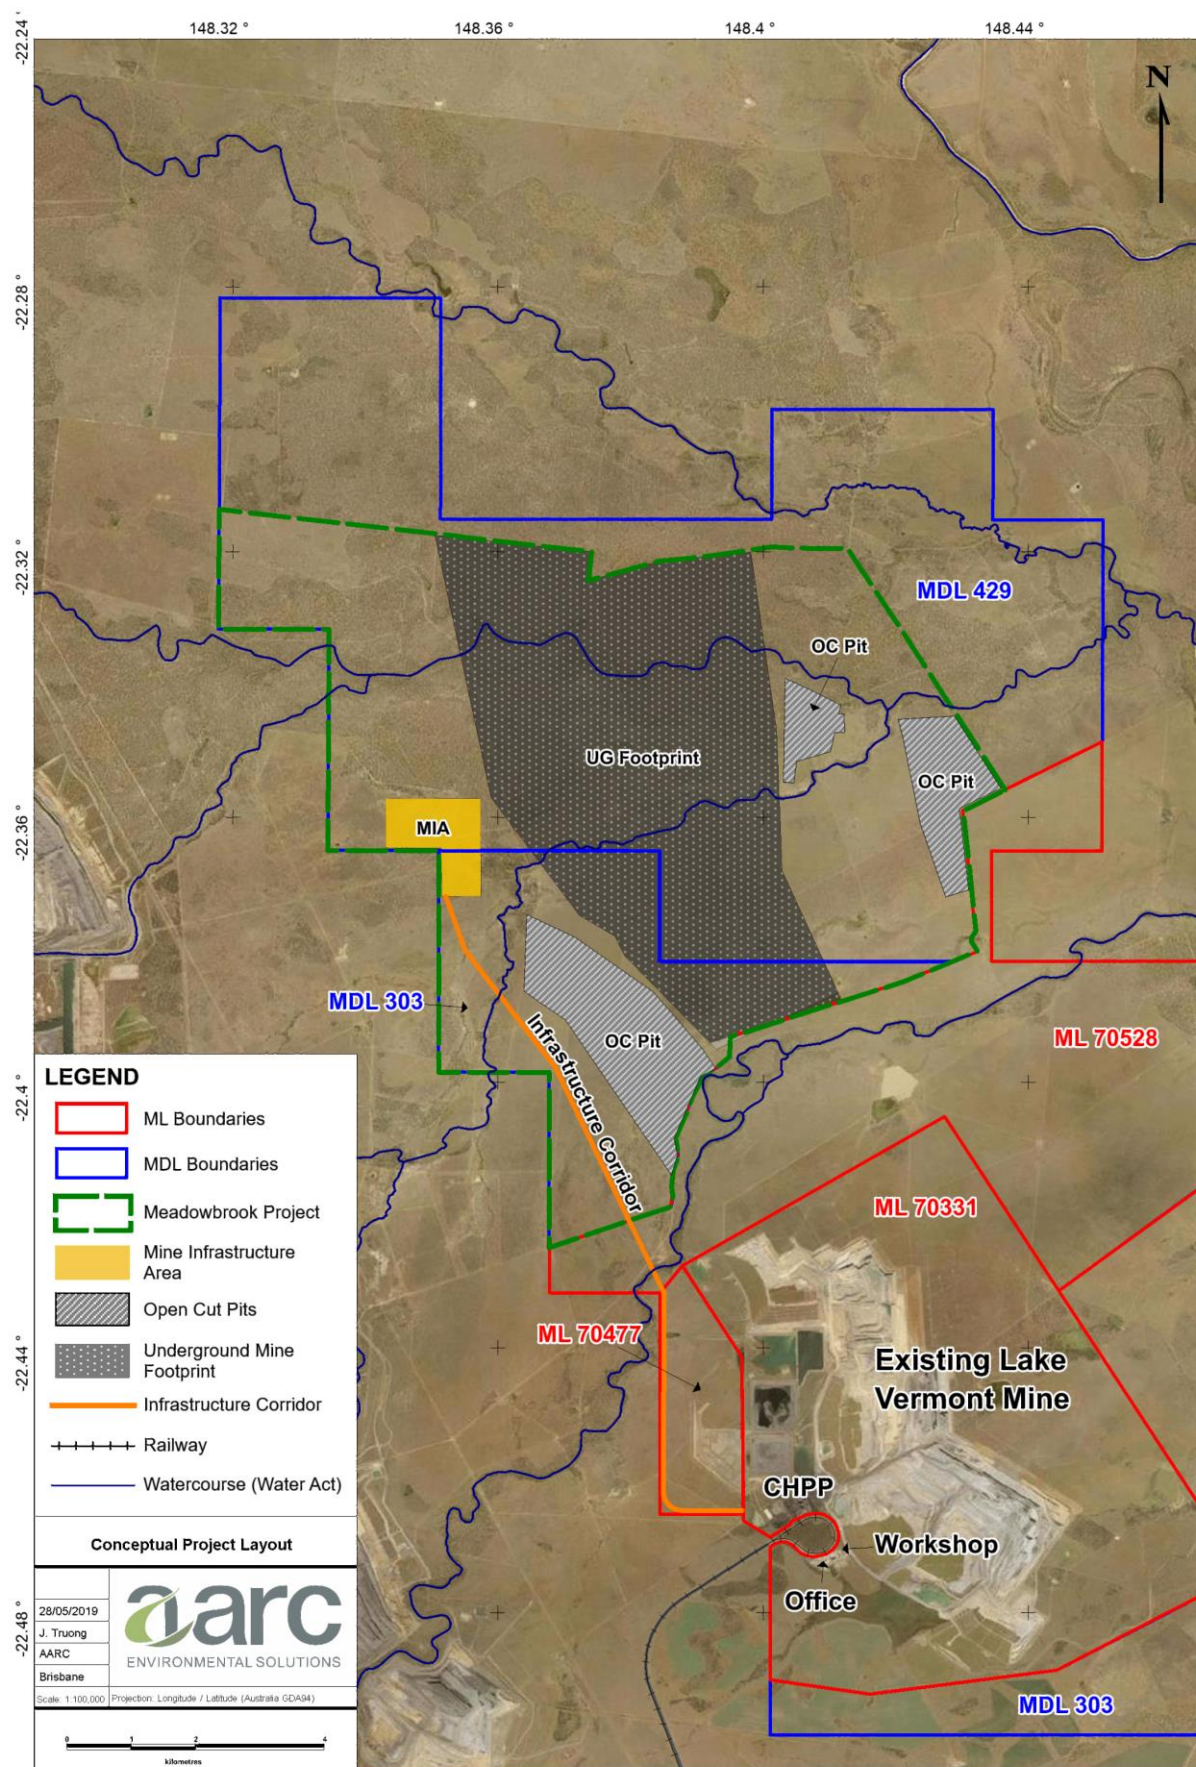 148.32 °
148.36 °
148.4 °
148.44 °
-22.24 °
N
-22.28 °
-22.32 °
MDL 429
OC Pit
UG Footprint
OC Pit
MIA
-22.36 °
MDL 303
OC Pit
Infrastructure Corridor
ML 70528
-22.4 °
ML 70331
ML 70477
Existing Lake
Vermont Mine
-22.44 °
CHPP
Workshop
Office
-22.48 °
MDL 303
LEGEND
ML Boundaries
MDL Boundaries
Meadowbrook Project
Mine Infrastructure
Area
Open Cut Pits
Underground Mine
Footprint
Infrastructure Corridor
Railway
Watercourse (Water Act)
Conceptual Project Layout
28/05/2019
J. Truong
AARC
Brisbane
aarc
ENVIRONMENTAL SOLUTIONS
Scale: 1:100,000
Projection: Longitude / Latitude (Australia GDA94)
0 1 2 4
kilometres